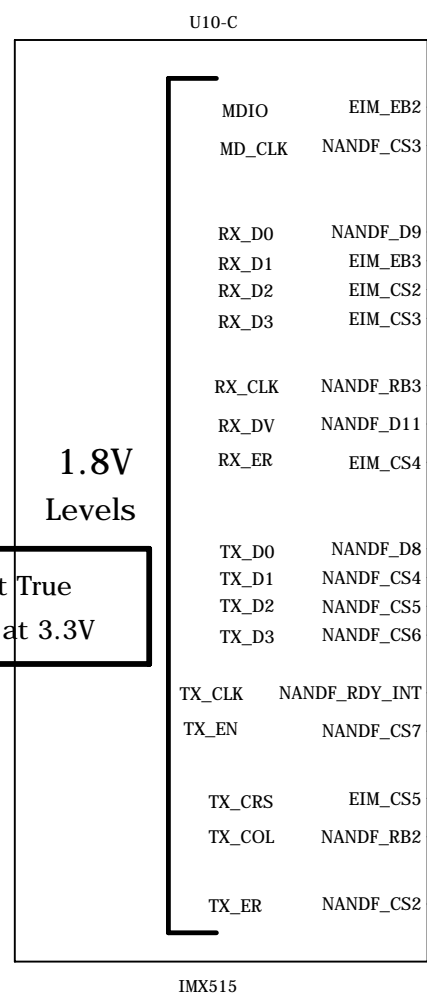 U10-C
MDIO EIM_EB2
MD_CLK NANDF_CS3
RX_D0 NANDF_D9
RX_D1 EIM_EB3
RX_D2 EIM_CS2
RX_D3 EIM_CS3
RX_CLK NANDF_RB3
RX_DV NANDF_D11
RX_ER EIM_CS4
1.8V
Levels
TX_D0 NANDF_D8
TX_D1 NANDF_CS4
TX_D2 NANDF_CS5
TX_D3 NANDF_CS6
t True
at 3.3V
TX_CLK NANDF_RDY_INT
TX_EN NANDF_CS7
TX_CRS EIM_CS5
TX_COL NANDF_RB2
TX_ER NANDF_CS2
IMX515